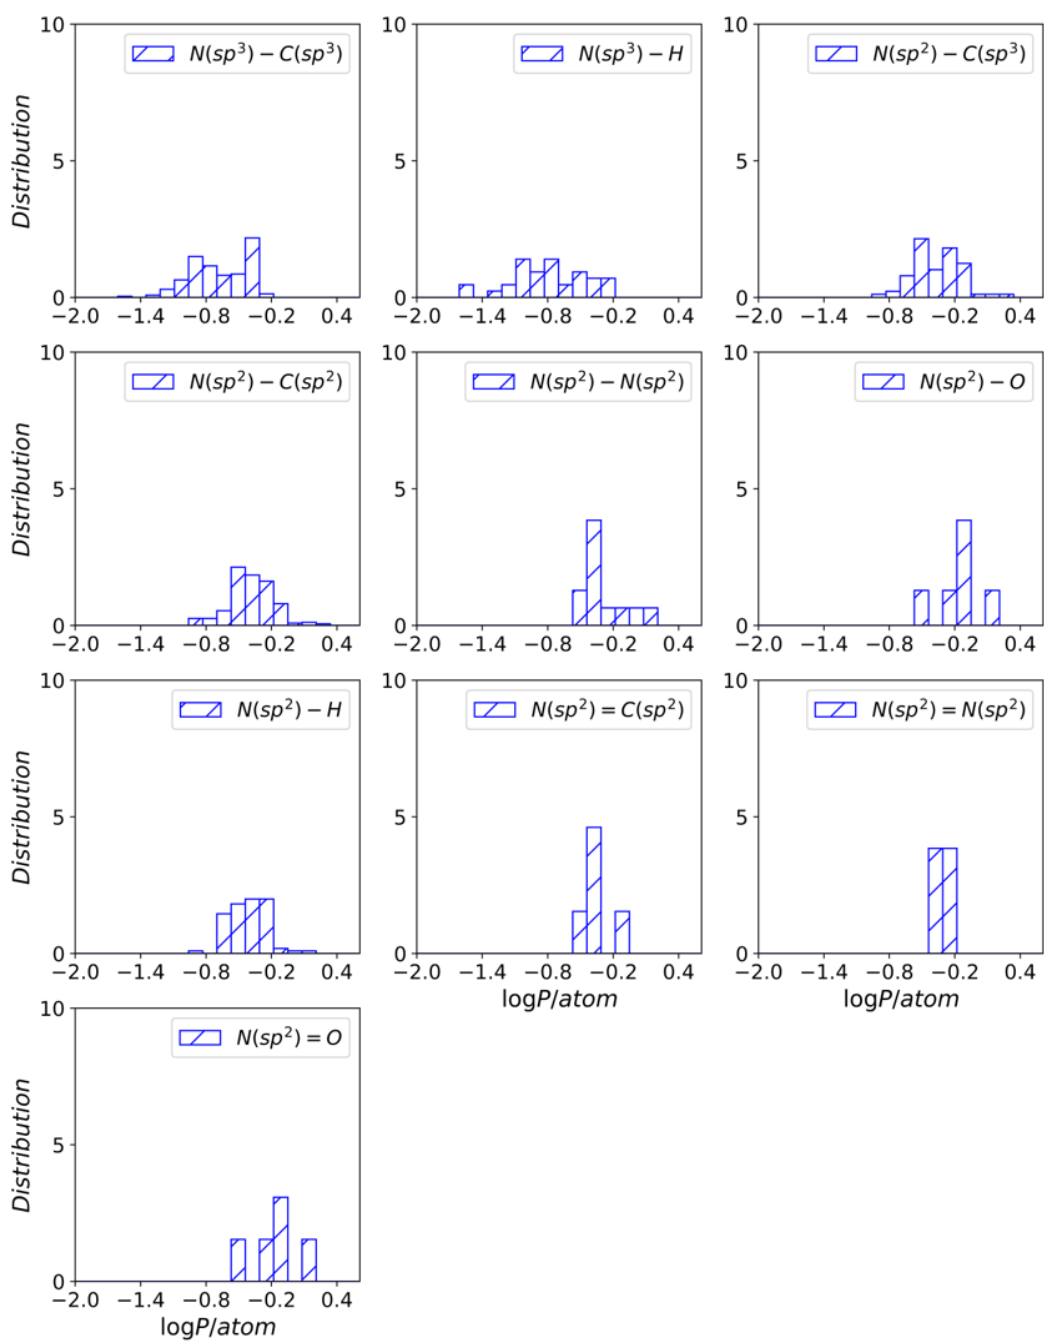 10
5
0
Distribution
N(sp³) − C(sp³)
−2.0 −1.4 −0.8 −0.2 0.4
10
5
0
N(sp³) − H
−2.0 −1.4 −0.8 −0.2 0.4
10
5
0
N(sp²) − C(sp³)
−2.0 −1.4 −0.8 −0.2 0.4
10
5
0
Distribution
N(sp²) − C(sp²)
−2.0 −1.4 −0.8 −0.2 0.4
10
5
0
N(sp²) − N(sp²)
−2.0 −1.4 −0.8 −0.2 0.4
10
5
0
N(sp²) − O
−2.0 −1.4 −0.8 −0.2 0.4
10
5
0
Distribution
N(sp²) − H
−2.0 −1.4 −0.8 −0.2 0.4
10
5
0
N(sp²) = C(sp²)
−2.0 −1.4 −0.8 −0.2 0.4
logP/atom
10
5
0
N(sp²) = N(sp²)
−2.0 −1.4 −0.8 −0.2 0.4
logP/atom
10
5
0
Distribution
N(sp²) = O
−2.0 −1.4 −0.8 −0.2 0.4
logP/atom